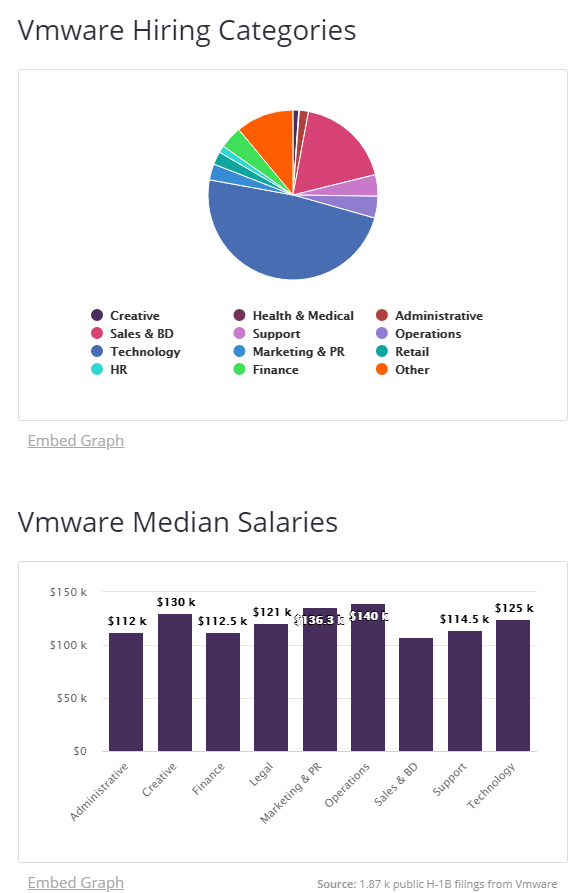 Vmware Hiring Categories
Creative
Health & Medical
Administrative
Sales & BD
Support
Operations
Technology
Marketing & PR
Retail
HR
Finance
Other
Embed Graph
Vmware Median Salaries
$150 k
$100 k
$50 k
$0
$112 k
$130 k
$112.5 k
$121 k
$136.3 k
$140 k
$114.5 k
$125 k
Administrative
Creative
Finance
Legal
Marketing & PR
Operations
Sales & BD
Support
Technology
Embed Graph
Source: 1.87 k public H-1B filings from Vmware